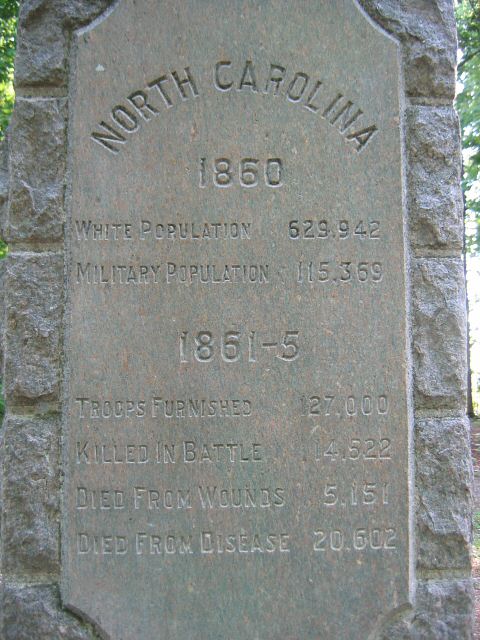 NORTH CAROLINA
1860
WHITE POPULATION 629.942
MILITARY POPULATION 115.369
1861-5
TROOPS FURNISHED 127,000
KILLED IN BATTLE 14,522
DIED FROM WOUNDS 5,151
DIED FROM DISEASE 20,602